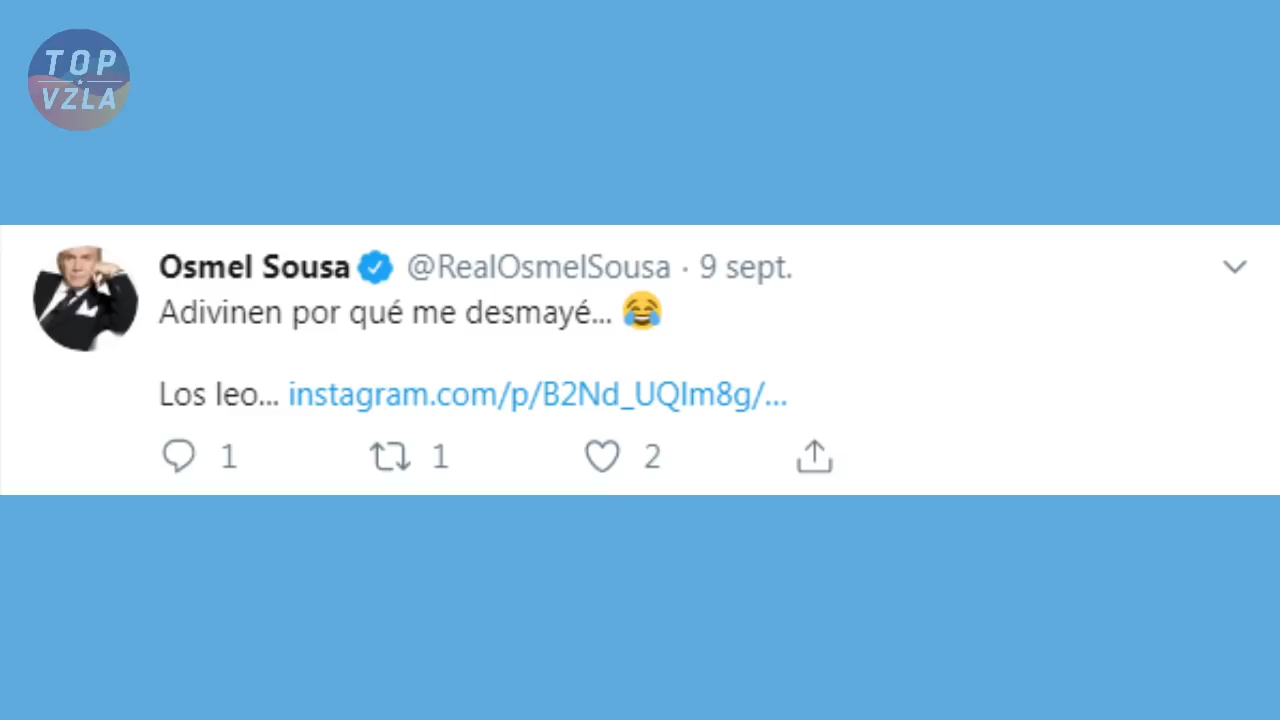 TOP
VZLA
Osmel Sousa @RealOsmelSousa · 9 sept.
Adivinen por qué me desmayé... 😂
Los leo... instagram.com/p/B2Nd_UQIm8g/...
1 1 2